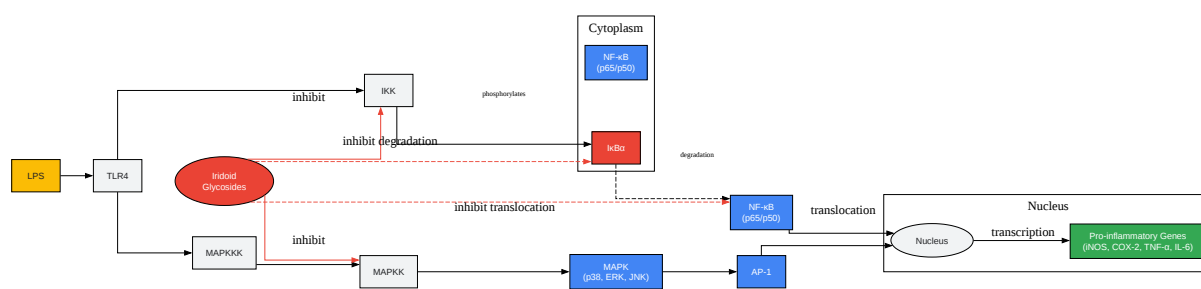 Cytoplasm
NF-κB
(p65/p50)
IKK
inhibit
phosphorylates
inhibit degradation
IκBα
degradation
LPS
TLR4
Iridoid
Glycosides
NF-κB
(p65/p50)
inhibit translocation
translocation
Nucleus
Nucleus
transcription
Pro-inflammatory Genes
(iNOS, COX-2, TNF-α, IL-6)
MAPKKK
inhibit
MAPKK
MAPK
(p38, ERK, JNK)
AP-1